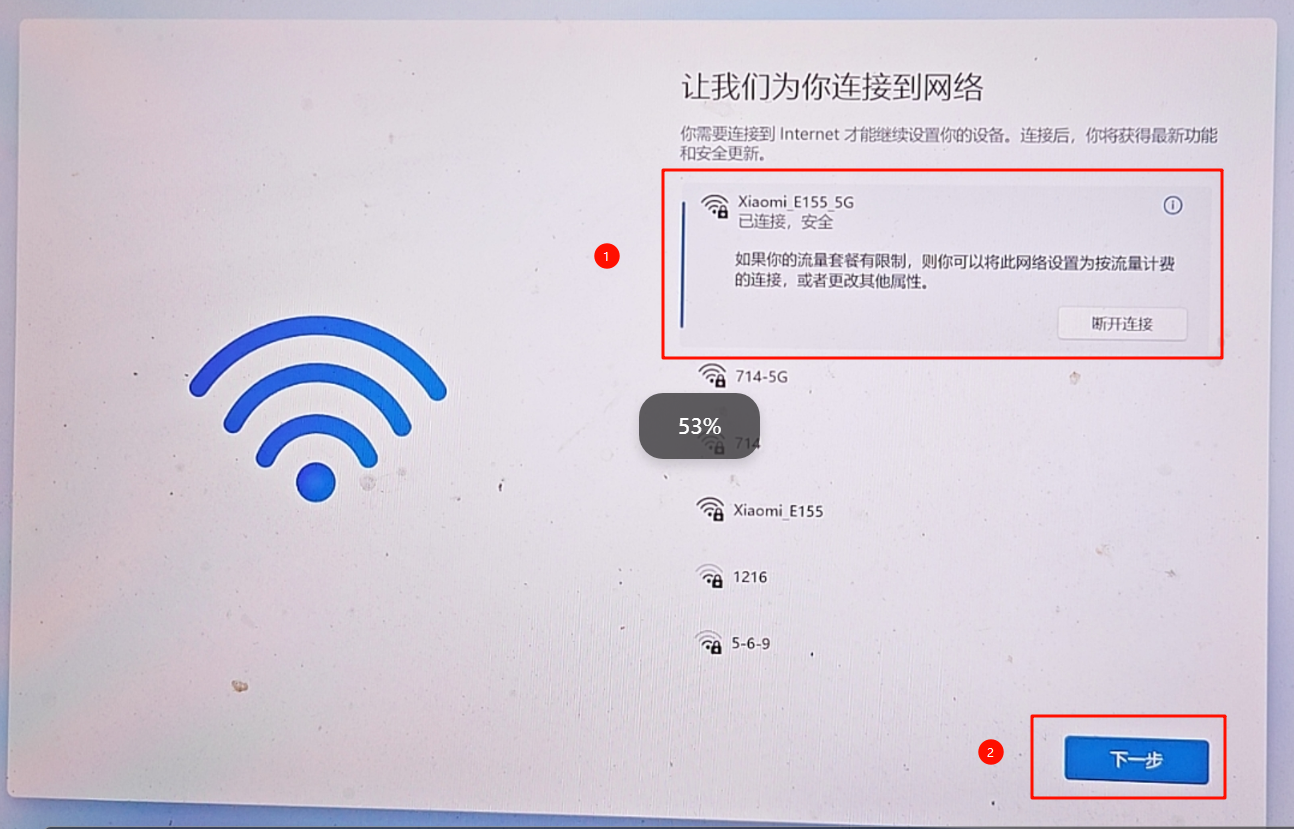 让我们为你连接到网络
你需要连接到 Internet 才能继续设置你的设备。连接后，你将获得最新功能
和安全更新。
Xiaomi_E155_5G
已连接，安全
1
如果你的流量套餐有限制，则你可以将此网络设置为按流量计费
的连接，或者更改其他属性。
断开连接
714-5G
53%
714
Xiaomi_E155
1216
5-6-9
2
下一步